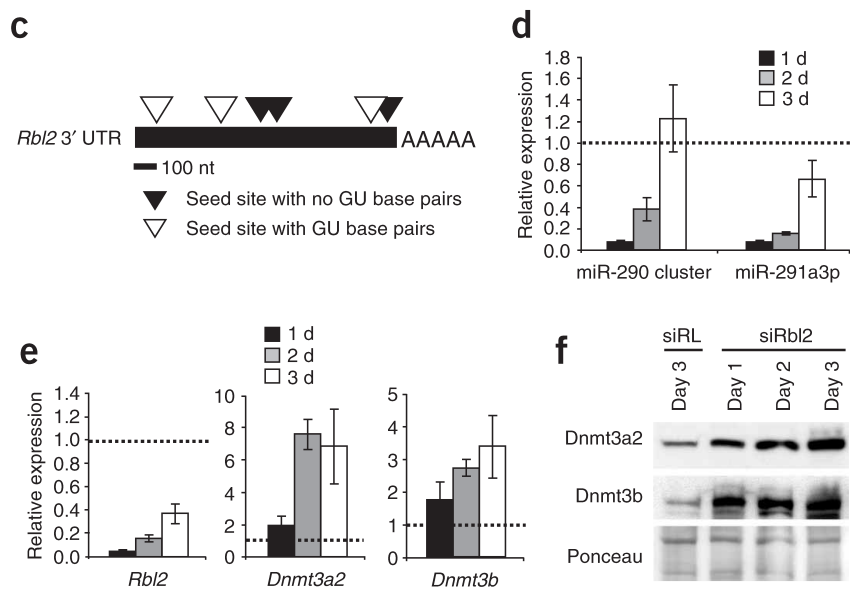 c
Rbl2 3′ UTR
AAAAA
100 nt
Seed site with no GU base pairs
Seed site with GU base pairs
d
1 d
2 d
3 d
Relative expression
1.8
1.6
1.4
1.2
1.0
0.8
0.6
0.4
0.2
0.0
miR-290 cluster
miR-291a3p
e
1 d
2 d
3 d
Relative expression
1.4
1.2
1.0
0.8
0.6
0.4
0.2
0.0
Rbl2
10
8
6
4
2
0
Dnmt3a2
5
4
3
2
1
0
Dnmt3b
f
siRL
siRbl2
Day 3
Day 1
Day 2
Day 3
Dnmt3a2
Dnmt3b
Ponceau